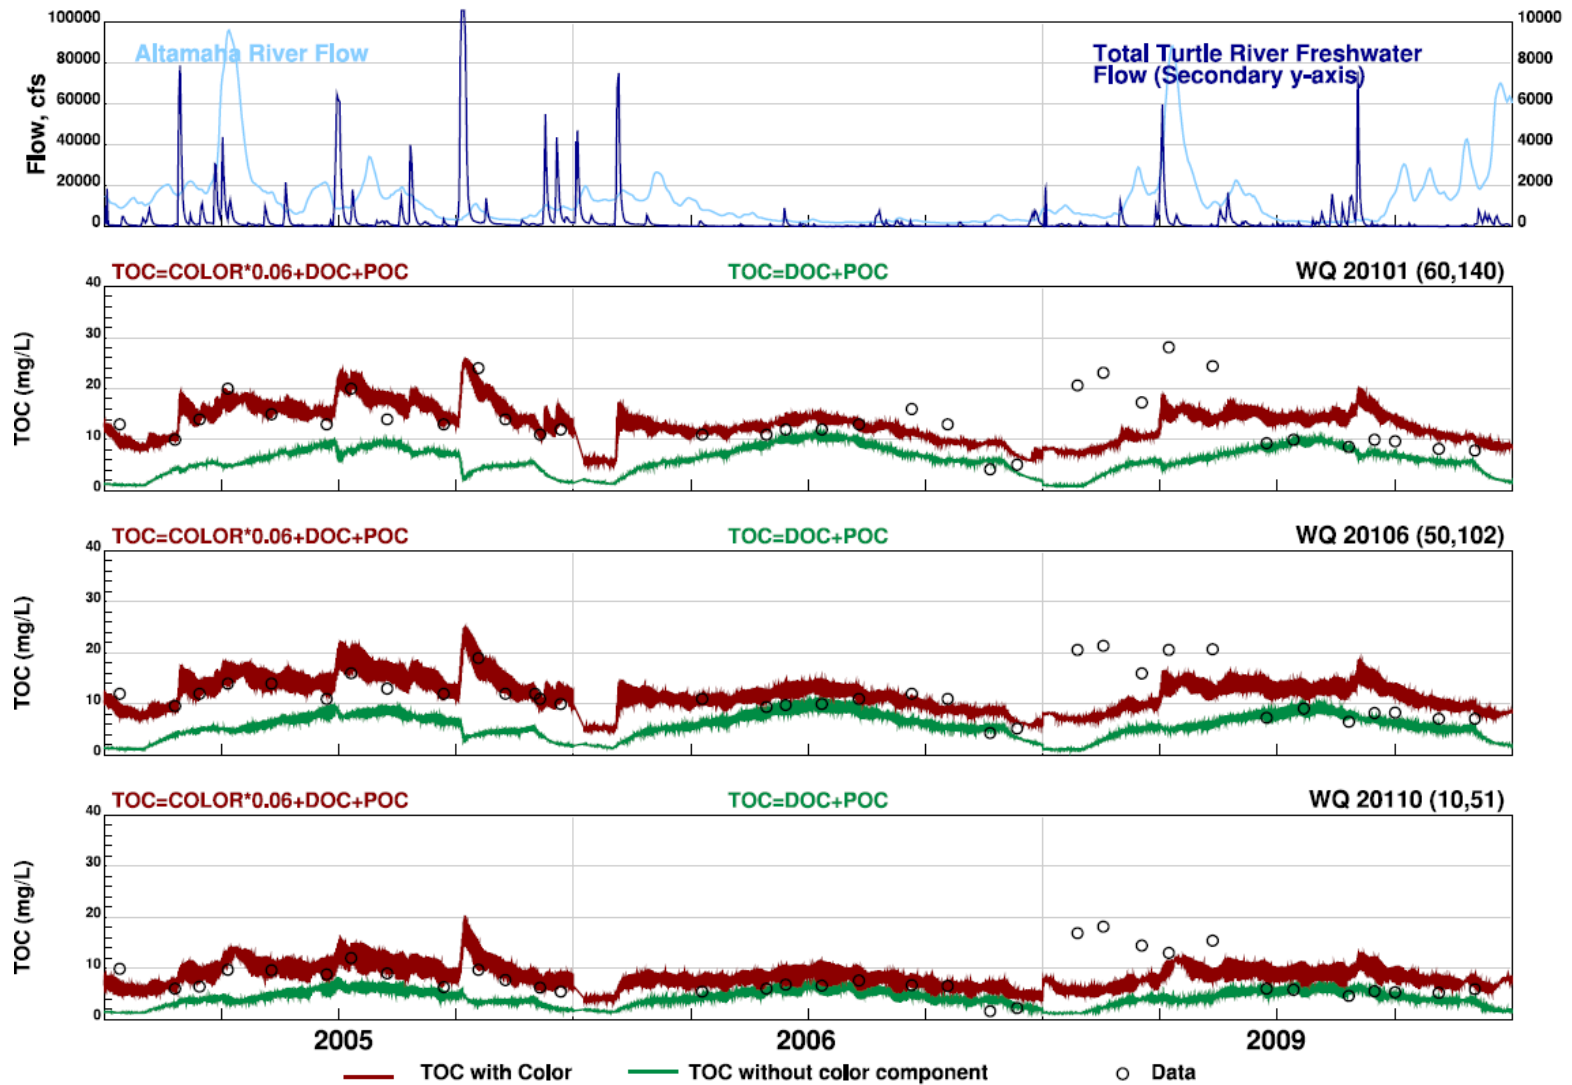 100000
80000
60000
40000
20000
0
Flow, cfs
Altamaha River Flow
Total Turtle River Freshwater
Flow (Secondary y-axis)
10000
8000
6000
4000
2000
0
TOC=COLOR*0.06+DOC+POC TOC=DOC+POC WQ 20101 (60,140)
40
30
20
10
0
TOC (mg/L)
TOC=COLOR*0.06+DOC+POC TOC=DOC+POC WQ 20106 (50,102)
40
30
20
10
0
TOC (mg/L)
TOC=COLOR*0.06+DOC+POC TOC=DOC+POC WQ 20110 (10,51)
40
30
20
10
0
TOC (mg/L)
2005 2006 2009
TOC with Color TOC without color component Data